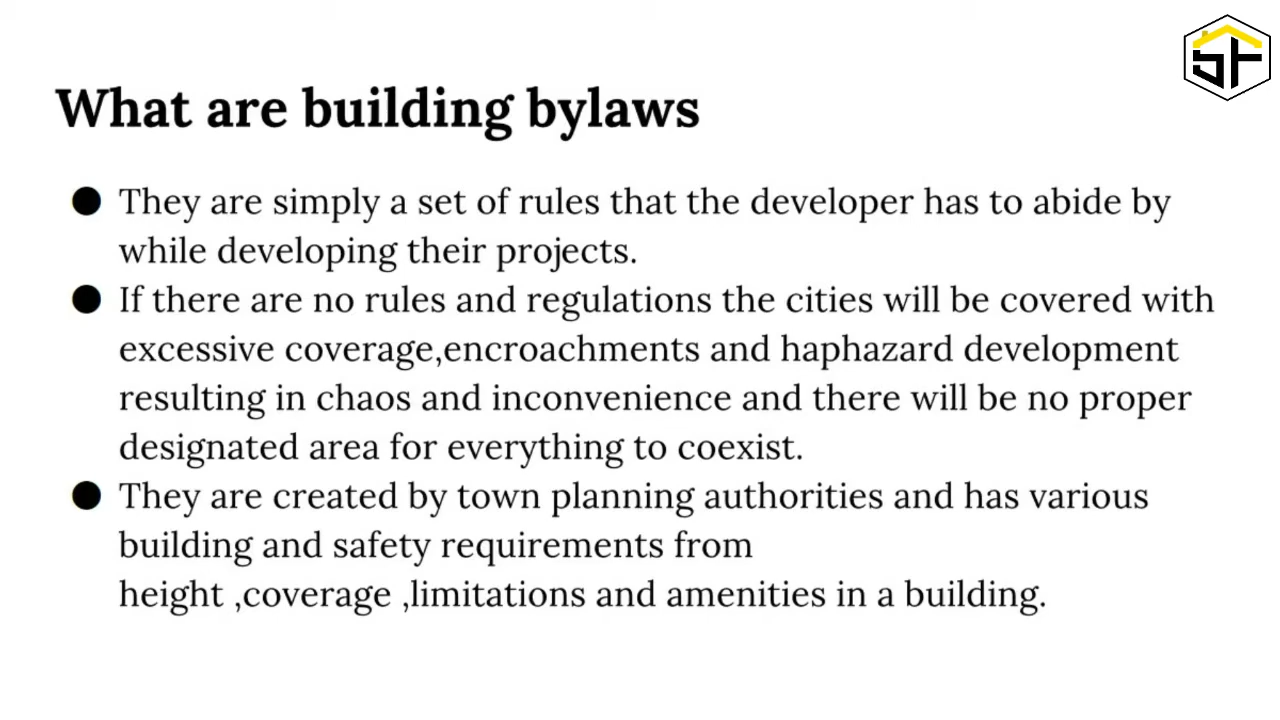 What are building bylaws
● They are simply a set of rules that the developer has to abide by
while developing their projects.
● If there are no rules and regulations the cities will be covered with
excessive coverage,encroachments and haphazard development
resulting in chaos and inconvenience and there will be no proper
designated area for everything to coexist.
● They are created by town planning authorities and has various
building and safety requirements from
height ,coverage ,limitations and amenities in a building.